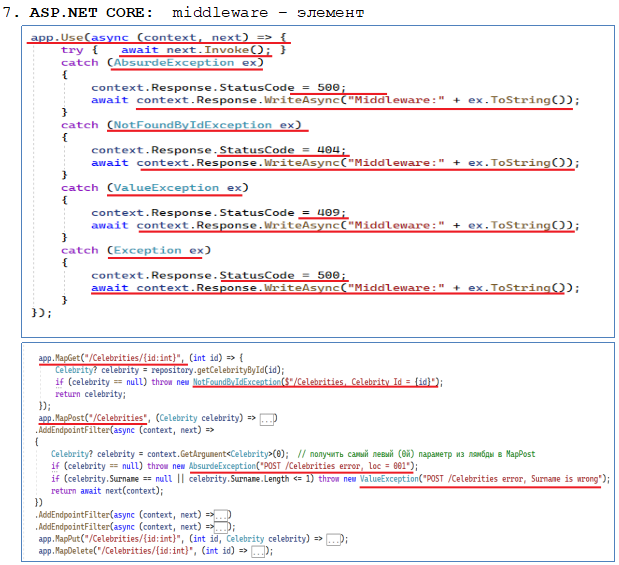 7. ASP.NET CORE: middleware – элемент
app.Use(async (context, next) => {
try { await next.Invoke(); }
catch (AbsurdeException ex)
{
context.Response.StatusCode = 500;
await context.Response.WriteAsync("Middleware:" + ex.ToString());
}
catch (NotFoundByIdException ex)
{
context.Response.StatusCode = 404;
await context.Response.WriteAsync("Middleware:" + ex.ToString());
}
catch (ValueException ex)
{
context.Response.StatusCode = 409;
await context.Response.WriteAsync("Middleware:" + ex.ToString());
}
catch (Exception ex)
{
context.Response.StatusCode = 500;
await context.Response.WriteAsync("Middleware:" + ex.ToString());
}
});
app.MapGet("/Celebrities/{id:int}", (int id) => {
Celebrity? celebrity = repository.getCelebrityById(id);
if (celebrity == null) throw new NotFoundByIdException($"/Celebrities, Celebrity Id = {id}");
return celebrity;
});
app.MapPost("/Celebrities", (Celebrity celebrity) => ...)
.AddEndpointFilter(async (context, next) =>
{
Celebrity? celebrity = context.GetArgument<Celebrity>(0); // получить самый левый (0й) параметр из лямбды в MapPost
if (celebrity == null) throw new AbsurdeException("POST /Celebrities error, loc = 001");
if (celebrity.Surname == null || celebrity.Surname.Length <= 1) throw new ValueException("POST /Celebrities error, Surname is wrong");
return await next(context);
})
.AddEndpointFilter(async (context, next) =>...)
.AddEndpointFilter(async (context, next) =>...);
app.MapPut("/Celebrities/{id:int}", (int id, Celebrity celebrity) => ...);
app.MapDelete("/Celebrities/{id:int}", (int id) => ...);